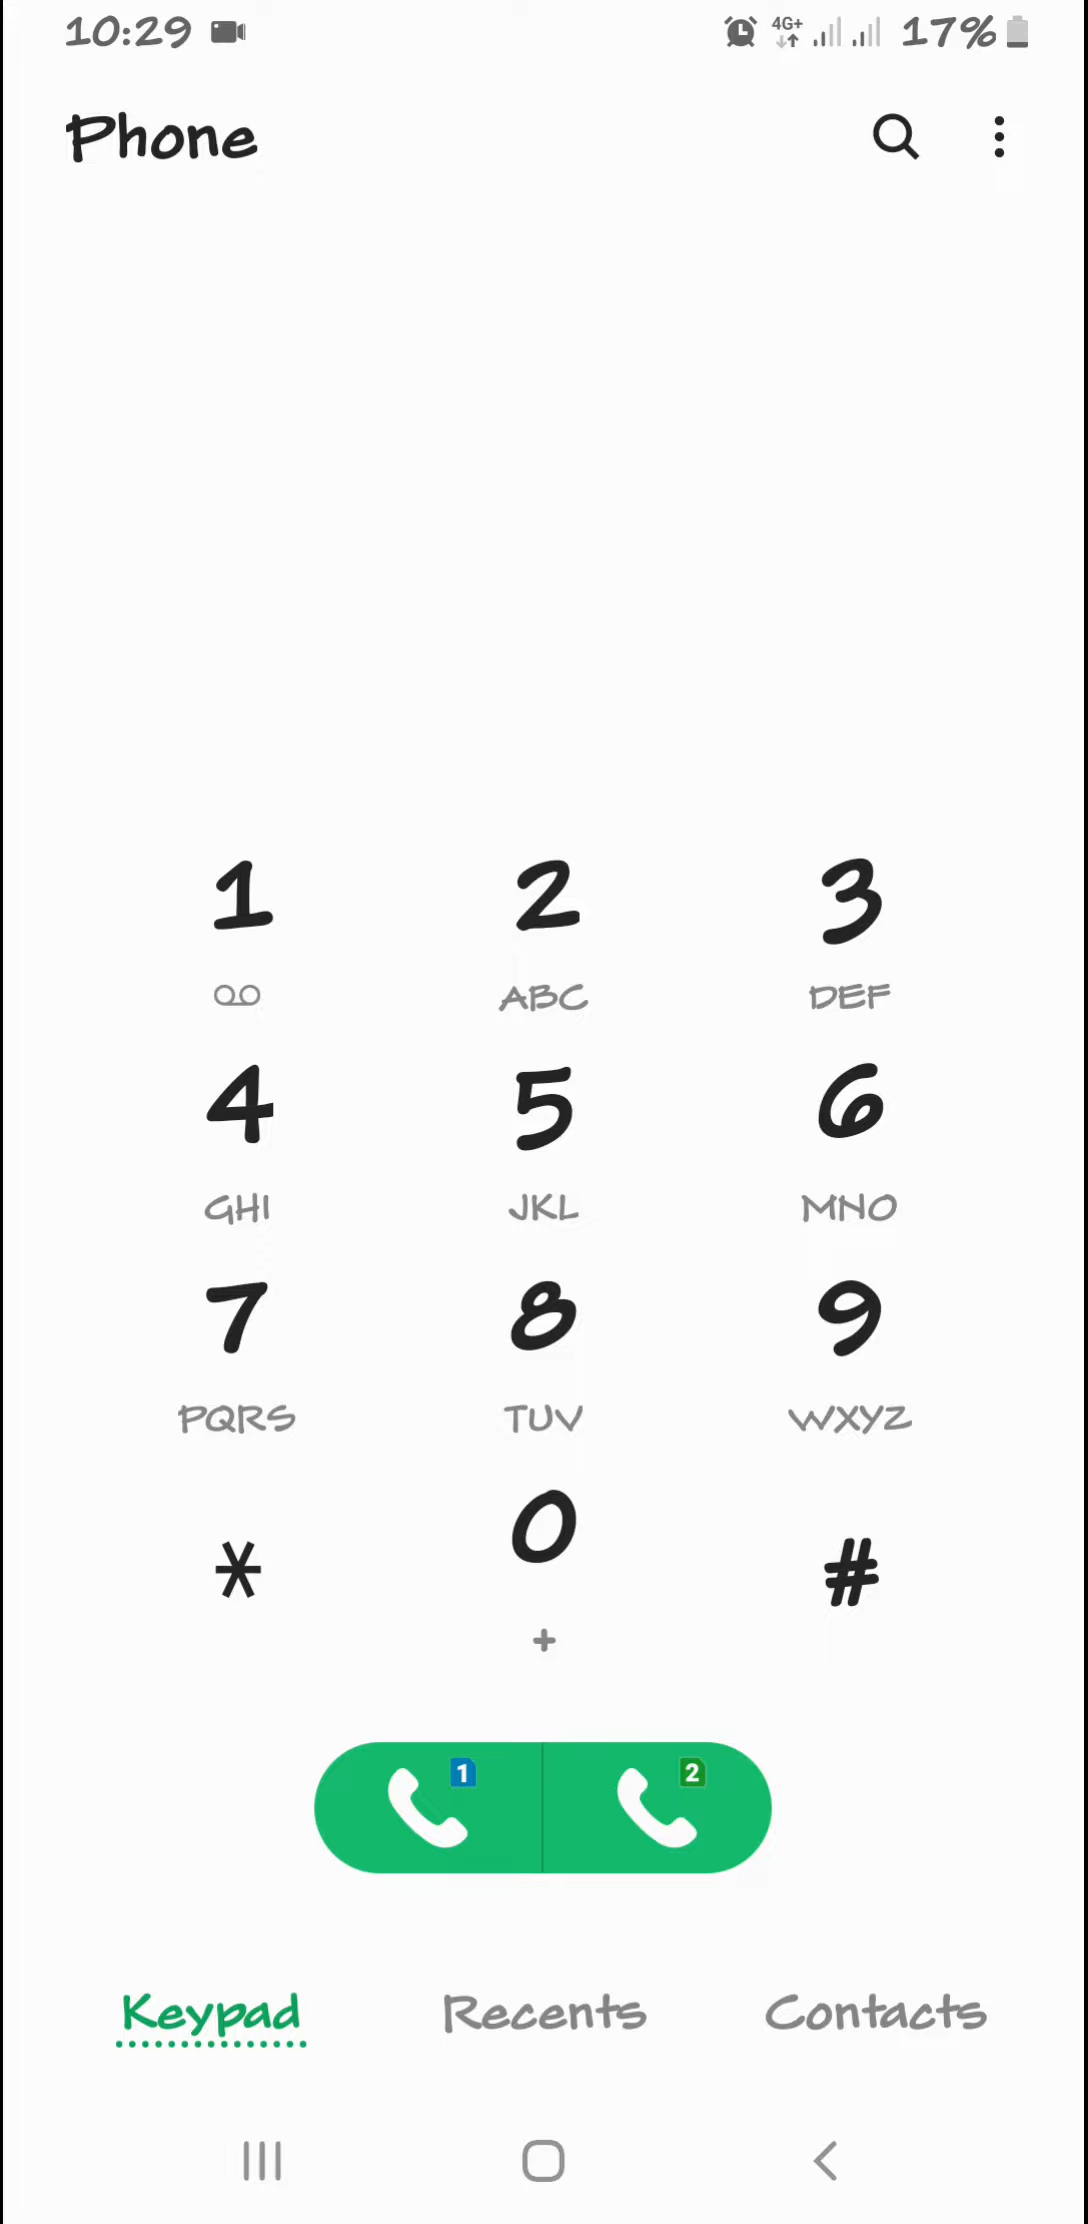 10:29 4G+ 17%
Phone
1 2 3
ABC DEF
4 5 6
GHI JKL MNO
7 8 9
PQRS TUV WXYZ
* 0 #
+
1 2
Keypad Recents Contacts